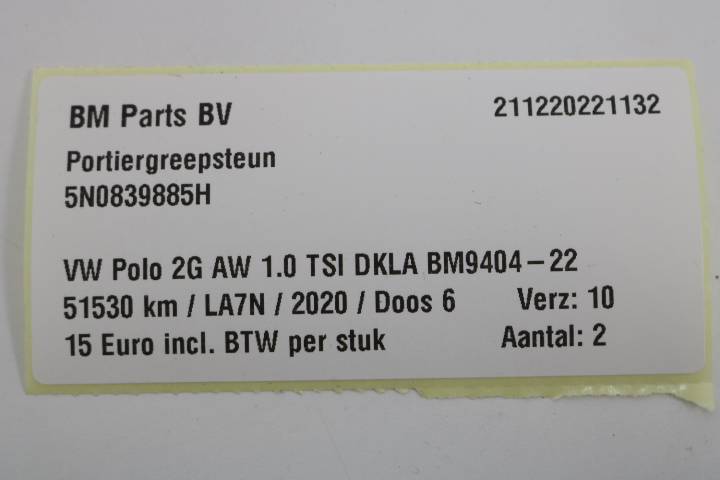 BM Parts BV 211220221132
Portiergreepsteun
5N0839885H
VW Polo 2G AW 1.0 TSI DKLA BM9404-22
51530 km / LA7N / 2020 / Doos 6 Verz: 10
15 Euro incl. BTW per stuk Aantal: 2